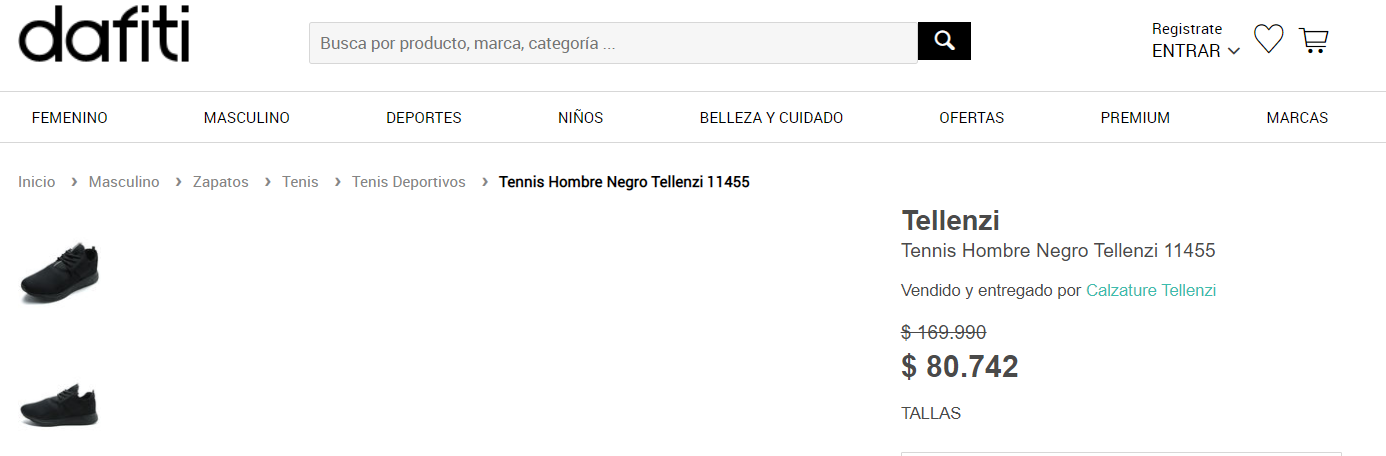 dafiti
Busca por producto, marca, categoría ...
Registrate
ENTRAR
FEMENINO MASCULINO DEPORTES NIÑOS BELLEZA Y CUIDADO OFERTAS PREMIUM MARCAS
Inicio › Masculino › Zapatos › Tenis › Tenis Deportivos › Tennis Hombre Negro Tellenzi 11455
Tellenzi
Tennis Hombre Negro Tellenzi 11455
Vendido y entregado por Calzature Tellenzi
$ 169.990
$ 80.742
TALLAS